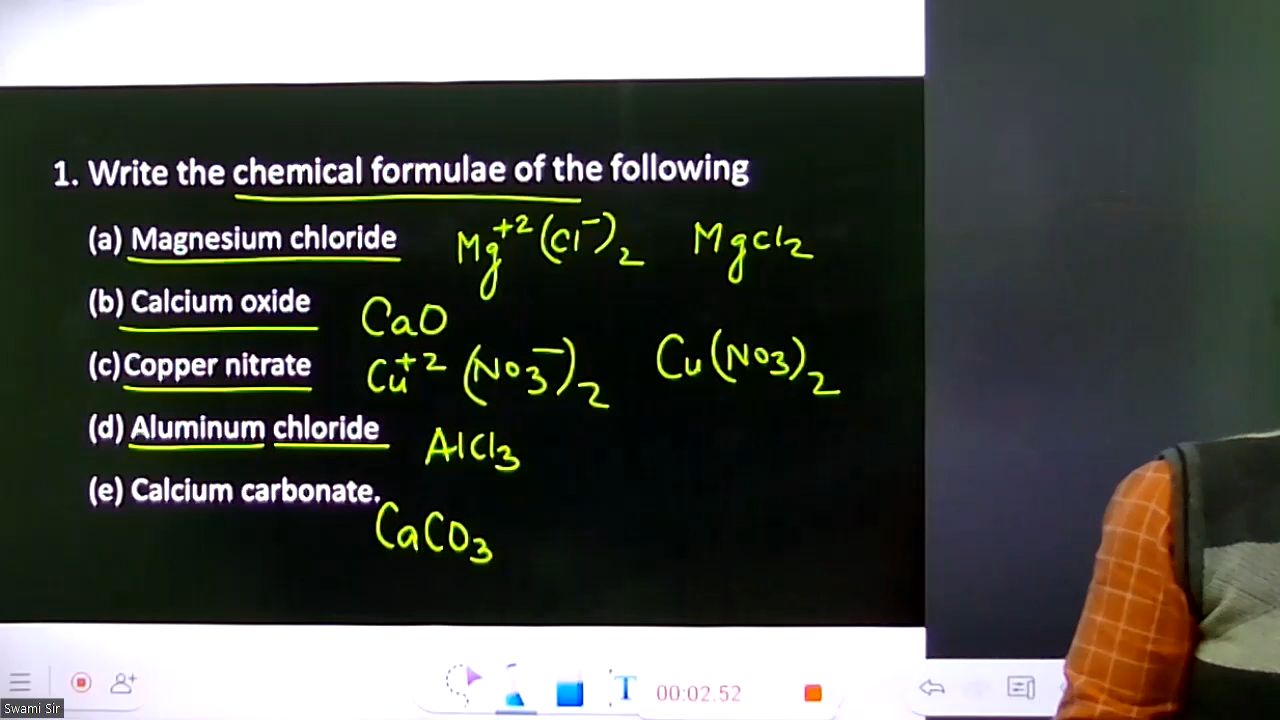 1. Write the chemical formulae of the following
(a) Magnesium chloride Mg+2(Cl-)2 MgCl2
(b) Calcium oxide CaO
(c)Copper nitrate Cu+2 (NO3-)2 Cu(NO3)2
(d) Aluminum chloride AlCl3
(e) Calcium carbonate.
CaCO3
T 00:02.52
Swami Sir